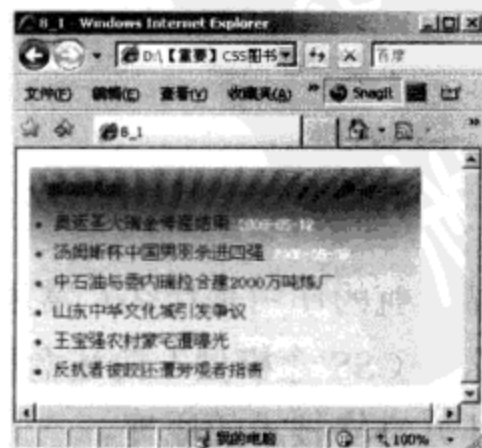 8_1 - Windows Internet Explorer
D:\【重要】CSS图书
百度
文件(F) 编辑(E) 查看(V) 收藏夹(A) » Snagit
8_1 »
奥运圣火瑞金传递结束 2008-05-12
汤姆斯杯中国男羽杀进四强
中石油与委内瑞拉合建2000万吨炼厂
山东中华文化城引发争议
王宝强农村蒙宅遭曝光
反扒者被殴还遭旁观者指责
我的电脑 100%